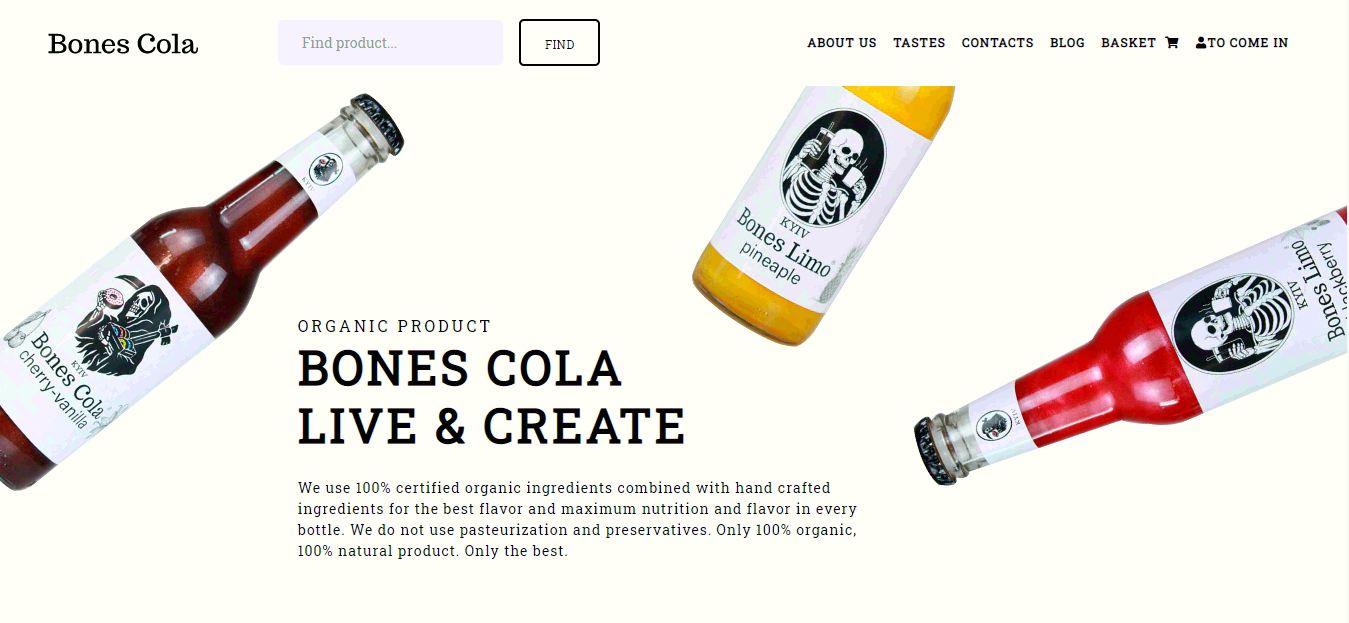 Bones Cola
Find product...
FIND
ABOUT US
TASTES
CONTACTS
BLOG
BASKET
TO COME IN
KYIV
KYIV
Bones Cola
cherry-vanilla
KYIV
Bones Limo
pineaple
KYIV
Bones Limo
KYIV
ORGANIC PRODUCT
BONES COLA
LIVE & CREATE
We use 100% certified organic ingredients combined with hand crafted
ingredients for the best flavor and maximum nutrition and flavor in every
bottle. We do not use pasteurization and preservatives. Only 100% organic,
100% natural product. Only the best.